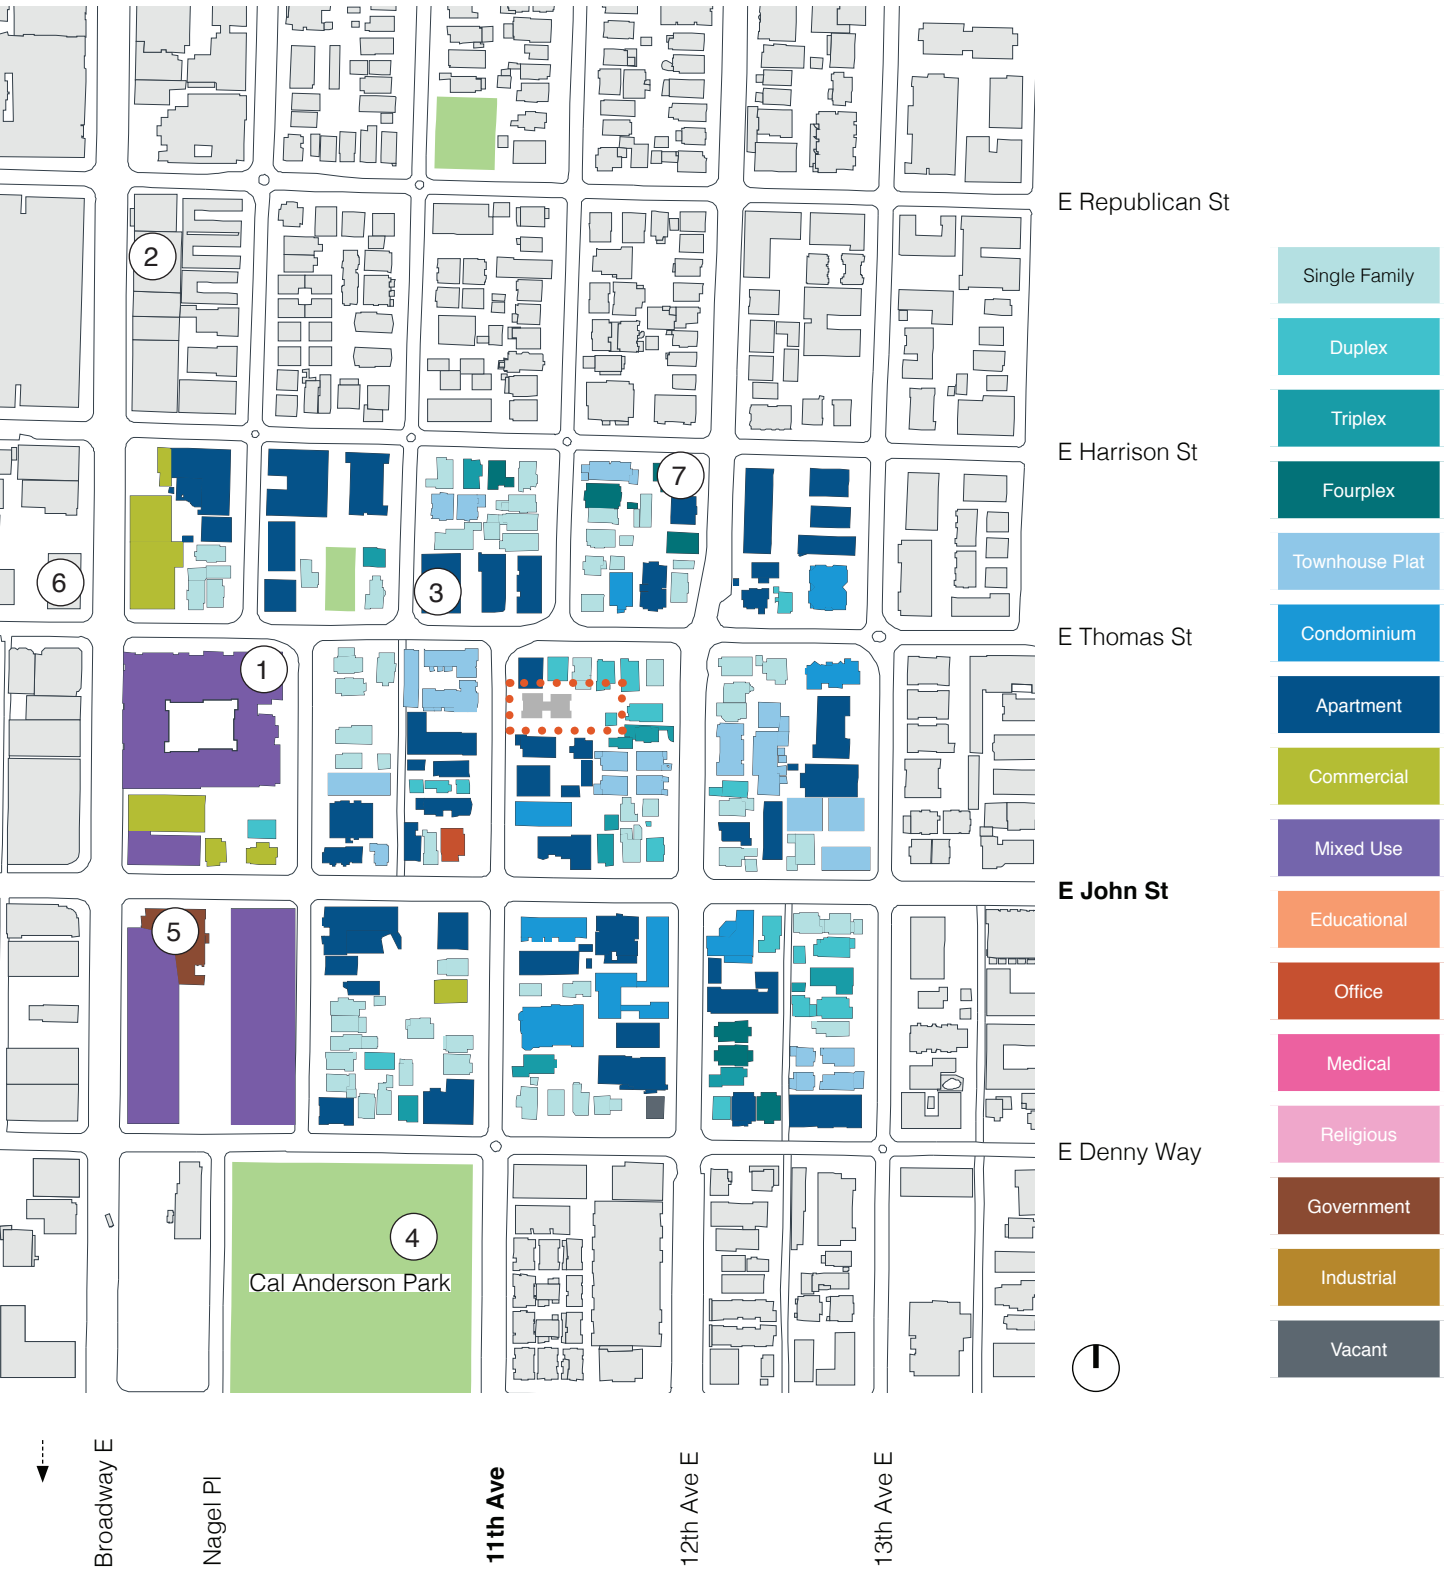 E Republican St
2
Single Family
Duplex
Triplex
E Harrison St
7
Fourplex
Townhouse Plat
6
3
E Thomas St
Condominium
1
Apartment
Commercial
Mixed Use
E John St
Educational
5
Office
Medical
E Denny Way
Religious
Government
4
Cal Anderson Park
Industrial
Vacant
Broadway E
Nagel Pl
11th Ave
12th Ave E
13th Ave E